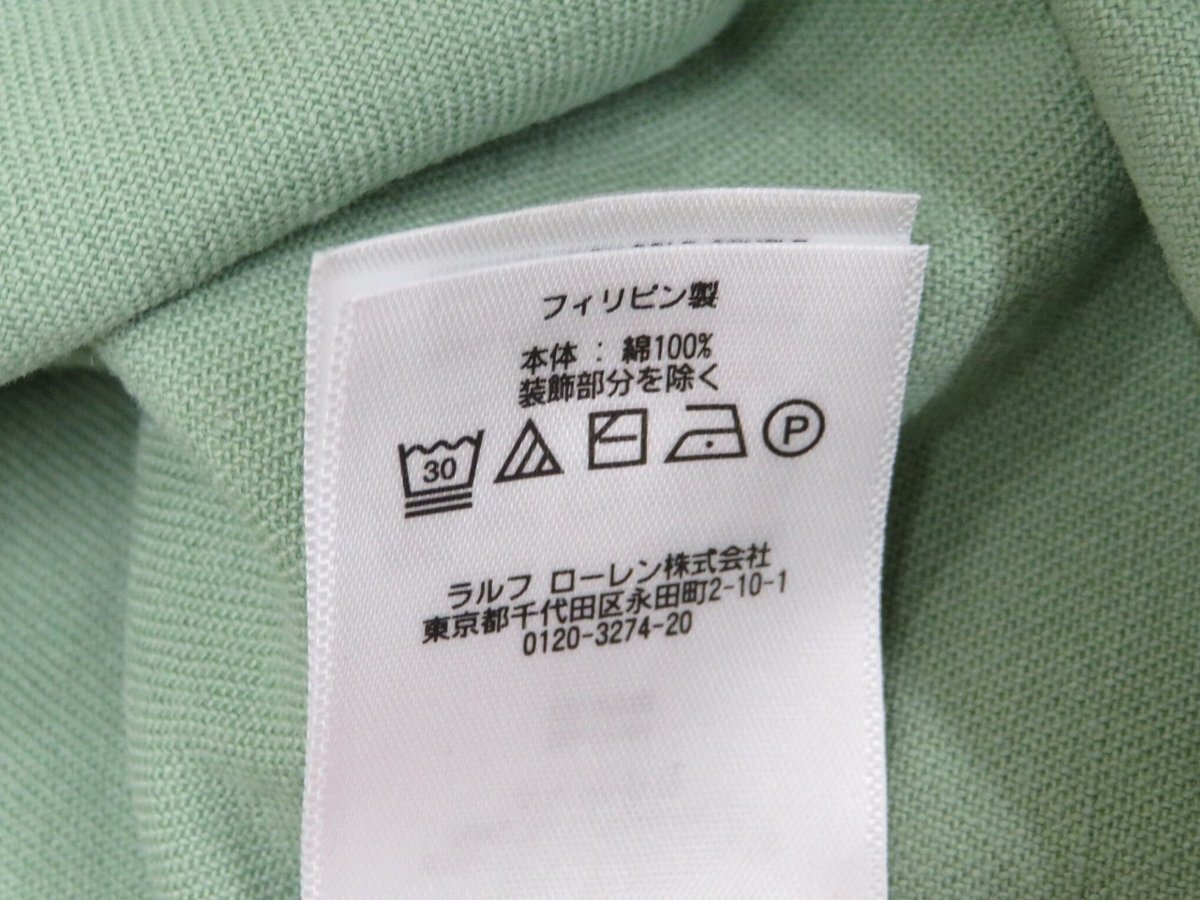 フィリピン製
本体 : 綿100%
装飾部分を除く
30
P
ラルフ ローレン株式会社
東京都千代田区永田町2-10-1
0120-3274-20